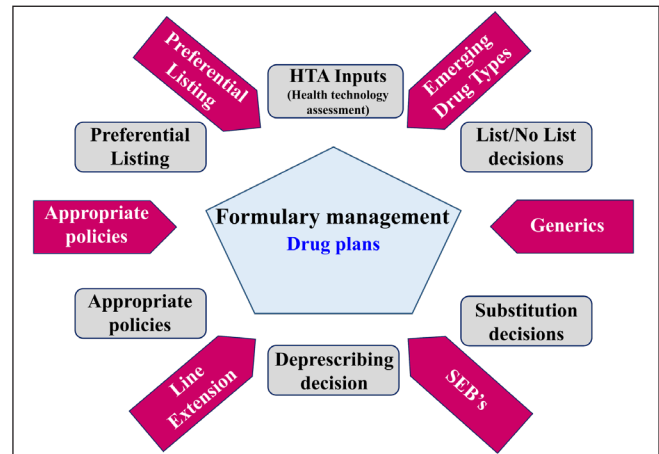 Preferential
Listing
HTA Inputs
(Health technology
assessment)
Emerging
Drug Types
Preferential
Listing
List/No List
decisions
Appropriate
policies
Formulary management
Drug plans
Generics
Appropriate
policies
Substitution
decisions
Line
Extension
Deprescribing
decision
SEB's